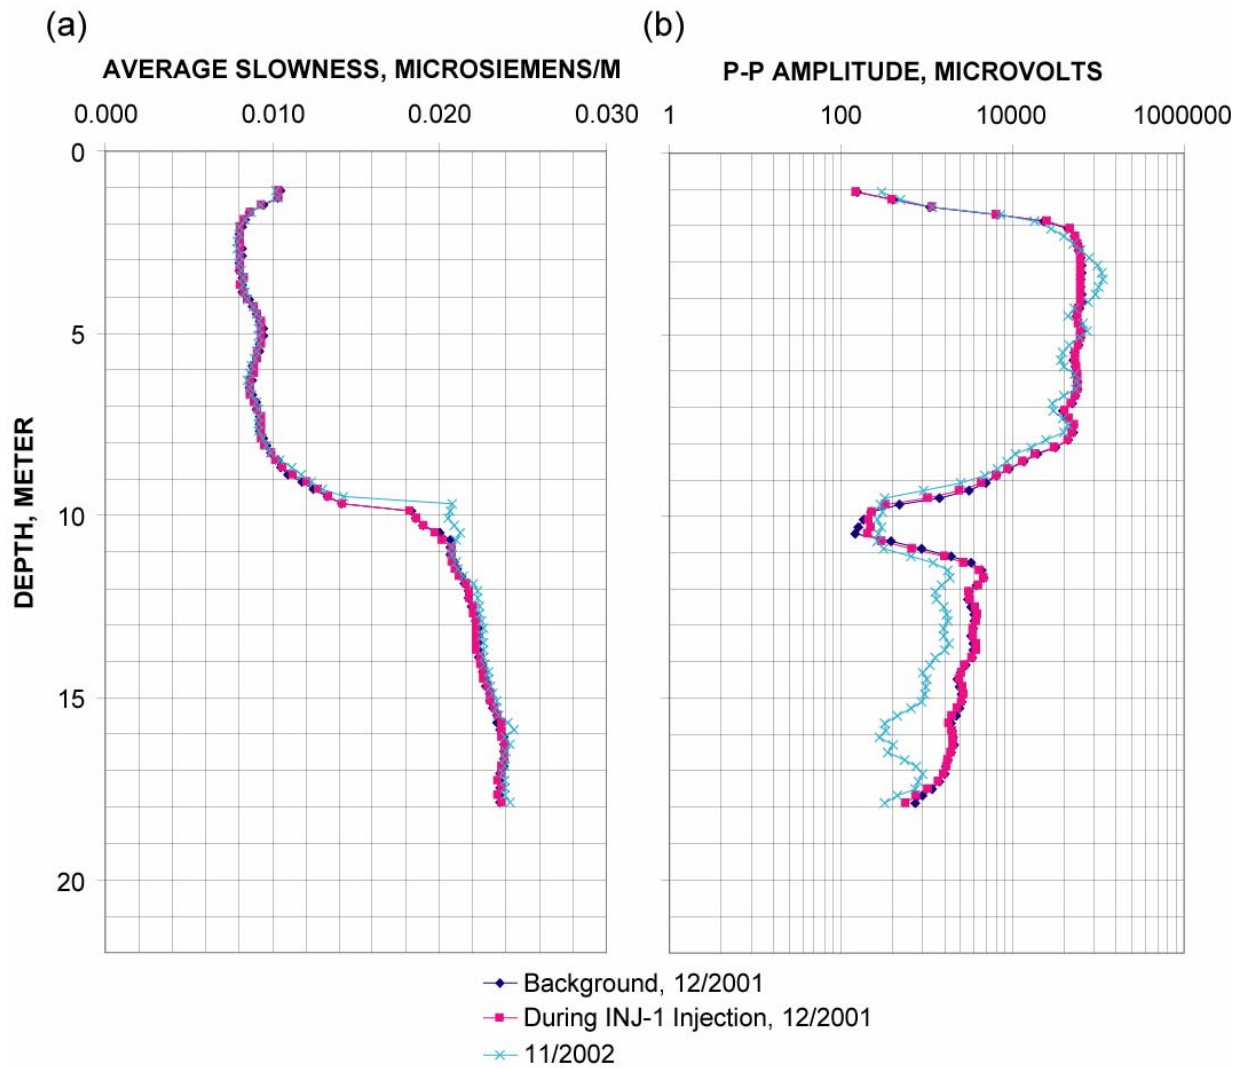 (a)
(b)
AVERAGE SLOWNESS, MICROSIEMENS/M
P-P AMPLITUDE, MICROVOLTS
0.000 0.010 0.020 0.030
1 100 10000 1000000
0
5
10
15
20
DEPTH, METER
Background, 12/2001
During INJ-1 Injection, 12/2001
11/2002